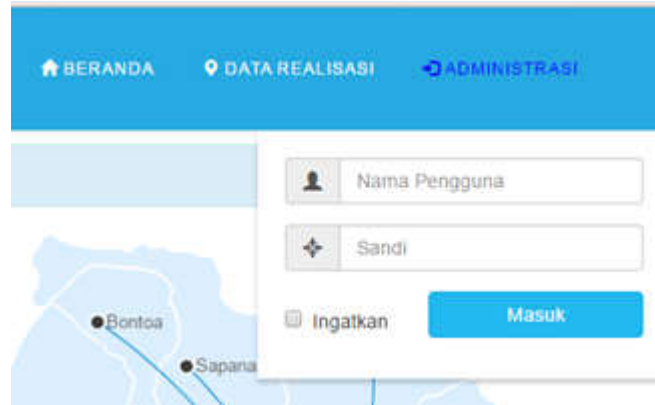 BERANDA DATA REALISASI ADMINISTRASI
Nama Pengguna
Sandi
Ingatkan Masuk
Bontoa
Sapana